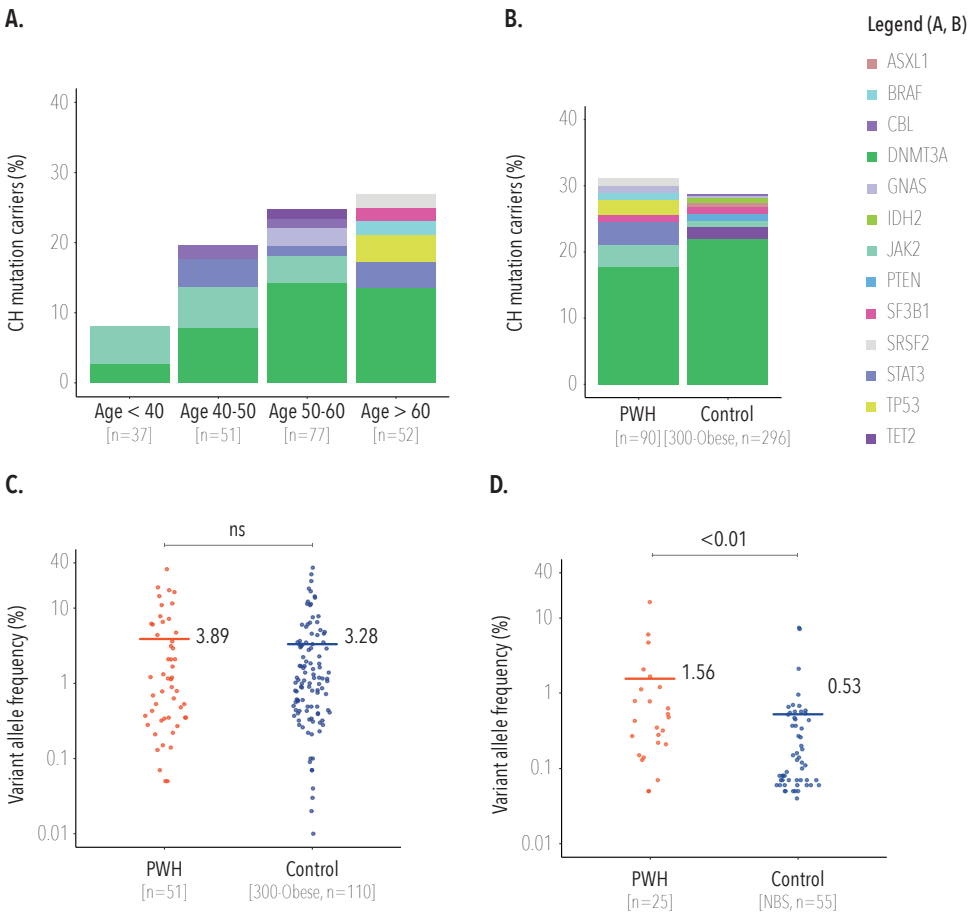 A.
CH mutation carriers (%)
40
30
20
10
0
Age < 40
[n=37]
Age 40-50
[n=51]
Age 50-60
[n=77]
Age > 60
[n=52]
B.
CH mutation carriers (%)
40
30
20
10
0
PWH
[n=90]
Control
[300-Obese, n=296]
Legend (A, B)
ASXL1
BRAF
CBL
DNMT3A
GNAS
IDH2
JAK2
PTEN
SF3B1
SRSF2
STAT3
TP53
TET2
C.
Variant allele frequency (%)
40
10
1
0.1
0.01
ns
3.89
3.28
PWH
[n=51]
Control
[300-Obese, n=110]
D.
Variant allele frequency (%)
40
10
1
0.1
0.01
<0.01
1.56
0.53
PWH
[n=25]
Control
[NBS, n=55]